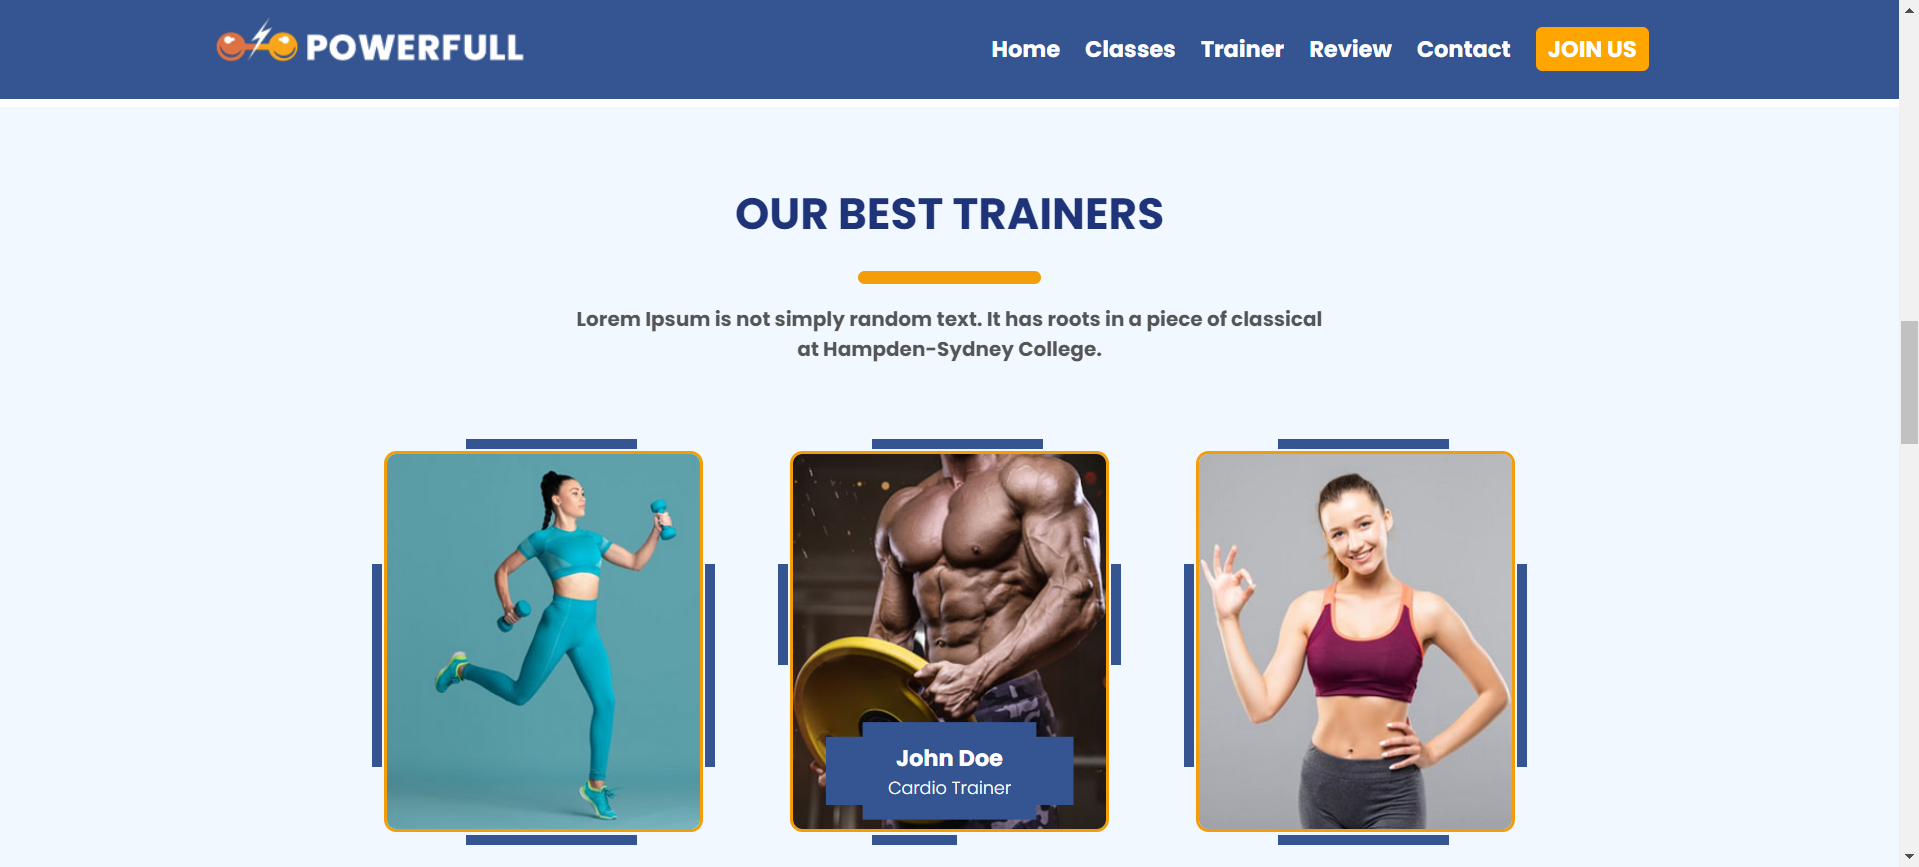 POWERFULL
Home Classes Trainer Review Contact JOIN US
OUR BEST TRAINERS
Lorem Ipsum is not simply random text. It has roots in a piece of classical
at Hampden-Sydney College.
John Doe
Cardio Trainer